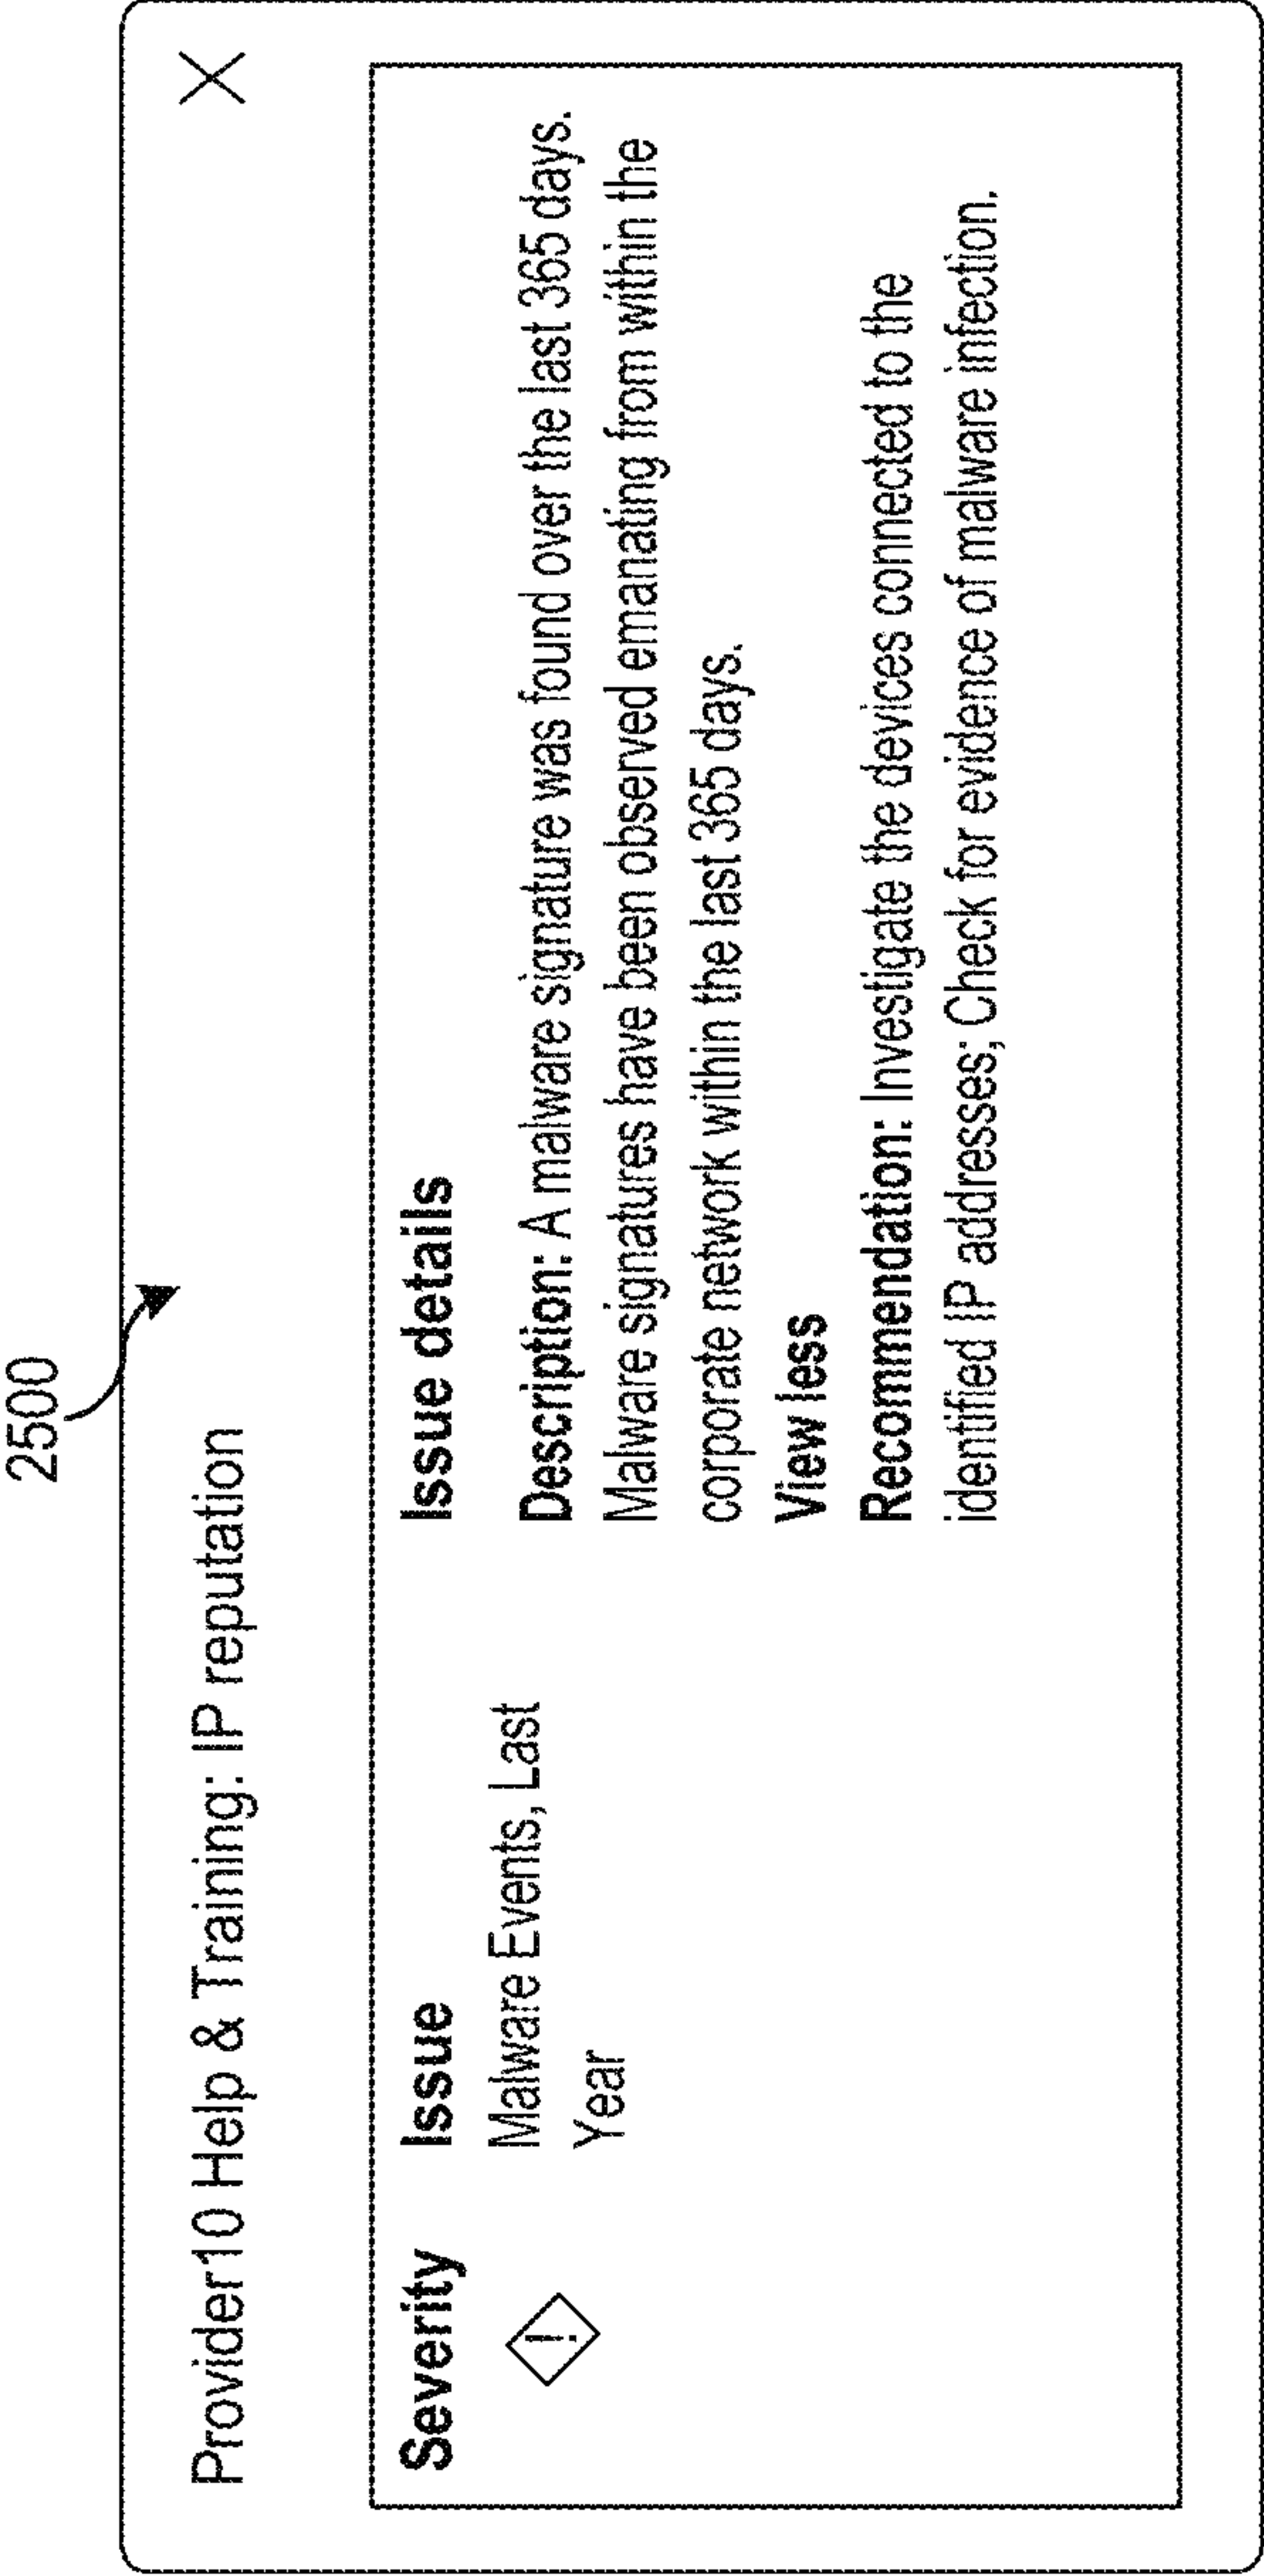 2500
Provider10 Help & Training: IP reputation
X
Severity Issue Issue details
!
Malware Events, Last
Year
Description: A malware signature was found over the last 365 days.
Malware signatures have been observed emanating from within the
corporate network within the last 365 days.
View less
Recommendation: Investigate the devices connected to the
identified IP addresses; Check for evidence of malware infection.